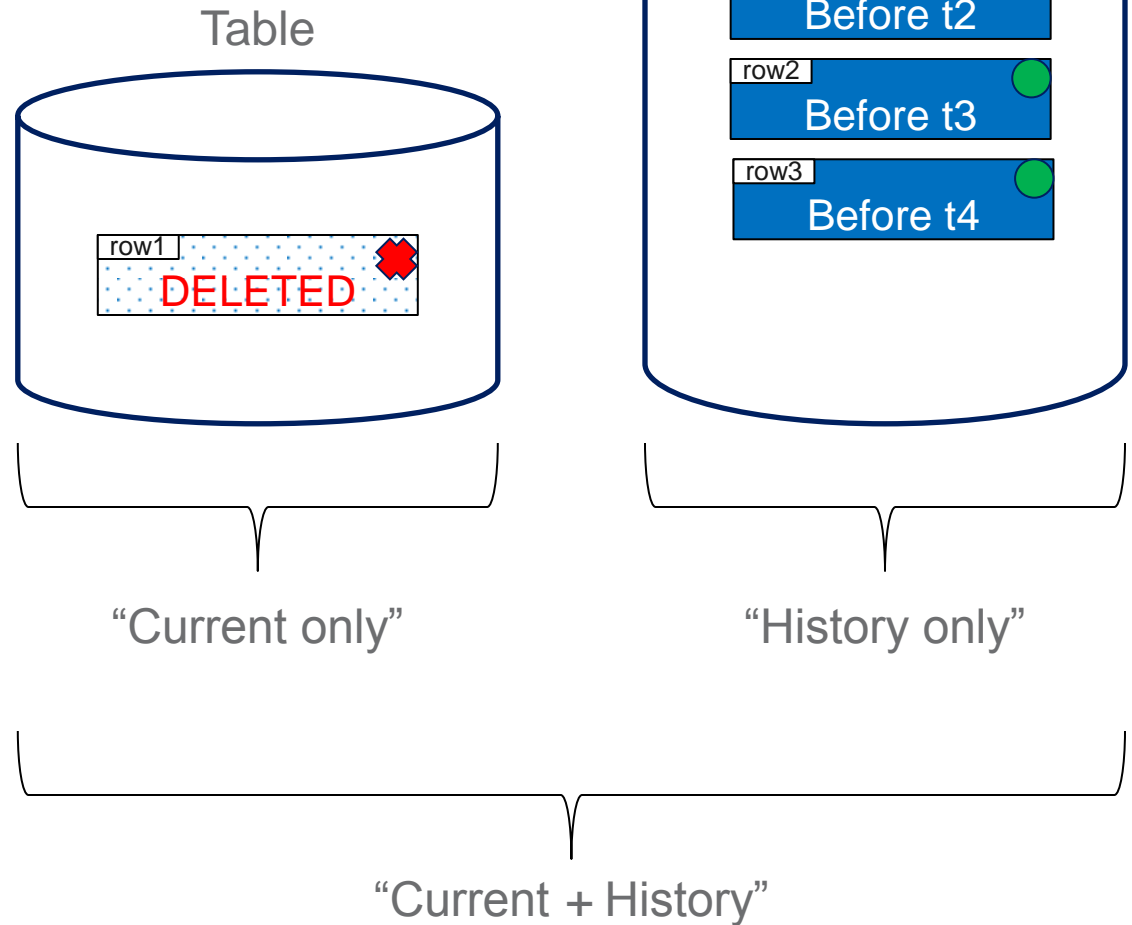 Table
row1
DELETED
Before t2
row2
Before t3
row3
Before t4
“Current only”
“History only”
“Current + History”